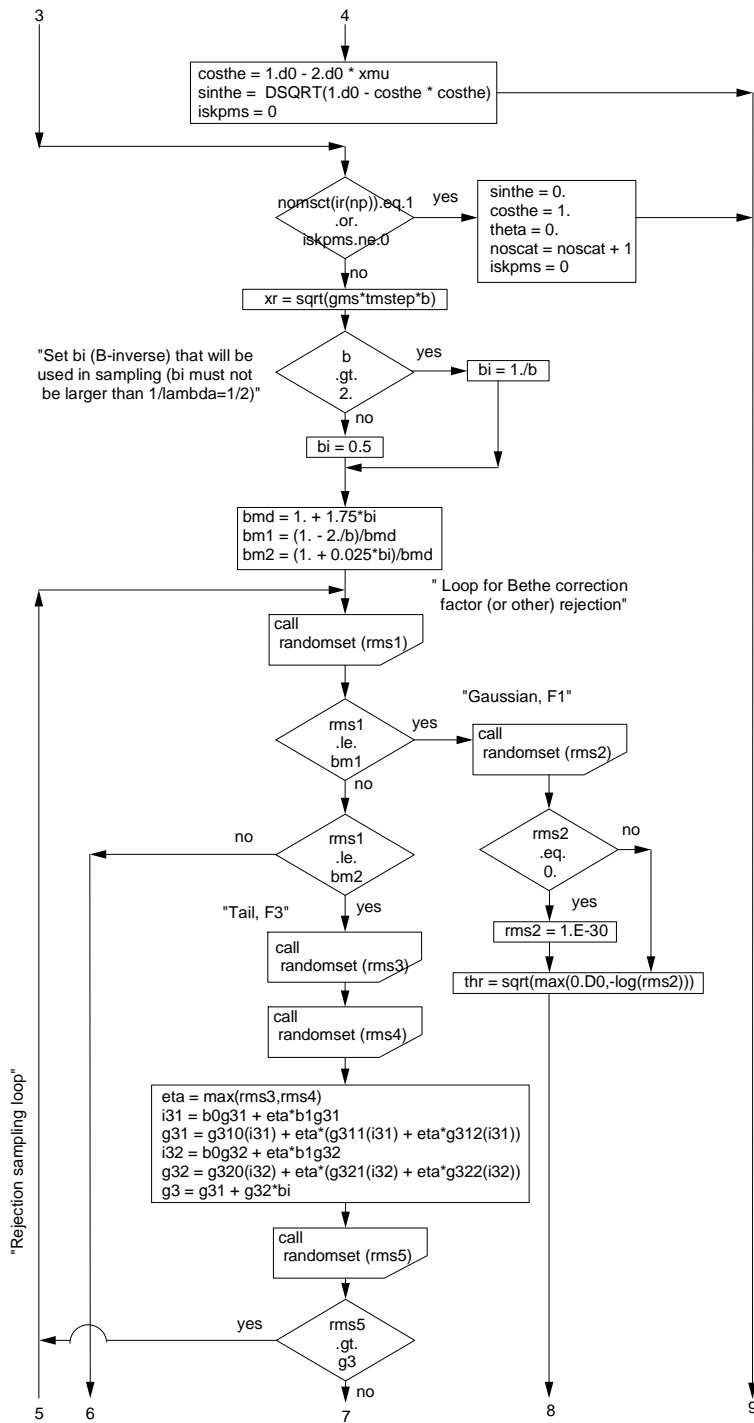 3
4
costhe = 1.d0 - 2.d0 * xmu
sinthe =  DSQRT(1.d0 - costhe * costhe)
iskpms = 0
nomsct(ir(np)).eq.1
.or.
iskpms.ne.0
yes
sinthe = 0.
costhe = 1.
theta = 0.
noscat = noscat + 1
iskpms = 0
no
xr = sqrt(gms*tmstep*b)
"Set bi (B-inverse) that will be
used in sampling (bi must not
be larger than 1/lambda=1/2)"
b
.gt.
2.
yes
bi = 1./b
no
bi = 0.5
bmd = 1. + 1.75*bi
bm1 = (1. - 2./b)/bmd
bm2 = (1. + 0.025*bi)/bmd
" Loop for Bethe correction
factor (or other) rejection"
call
randomset (rms1)
"Gaussian, F1"
rms1
.le.
bm1
yes
call
randomset (rms2)
no
rms1
.le.
bm2
no
rms2
.eq.
0.
no
yes
"Tail, F3"
yes
rms2 = 1.E-30
call
randomset (rms3)
thr = sqrt(max(0.D0,-log(rms2)))
call
randomset (rms4)
"Rejection sampling loop"
eta = max(rms3,rms4)
i31 = b0g31 + eta*b1g31
g31 = g310(i31) + eta*(g311(i31) + eta*g312(i31))
i32 = b0g32 + eta*b1g32
g32 = g320(i32) + eta*(g321(i32) + eta*g322(i32))
g3 = g31 + g32*bi
call
randomset (rms5)
yes
rms5
.gt.
g3
no
5
6
7
8
9